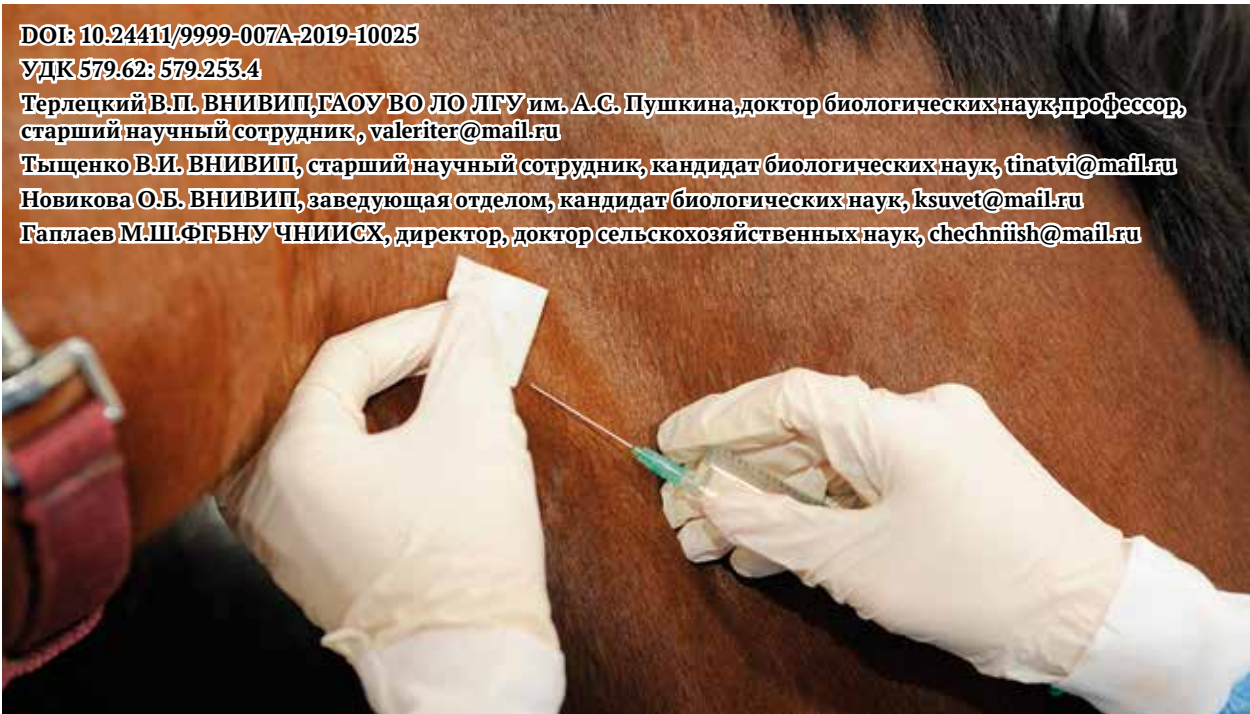 DOI: 10.24411/9999-007A-2019-10025
УДК 579.62: 579.253.4
Терлецкий В.П. ВНИВИП,ГАОУ ВО ЛО ЛГУ им. А.С. Пушкина,доктор биологических наук,профессор,
старший научный сотрудник , valeriter@mail.ru
Тыщенко В.И. ВНИВИП, старший научный сотрудник, кандидат биологических наук, tinatvi@mail.ru
Новикова О.Б. ВНИВИП, заведующая отделом, кандидат биологических наук, ksuvet@mail.ru
Гаплаев М.Ш.ФГБНУ ЧНИИСХ, директор, доктор сельскохозяйственных наук, chechniish@mail.ru